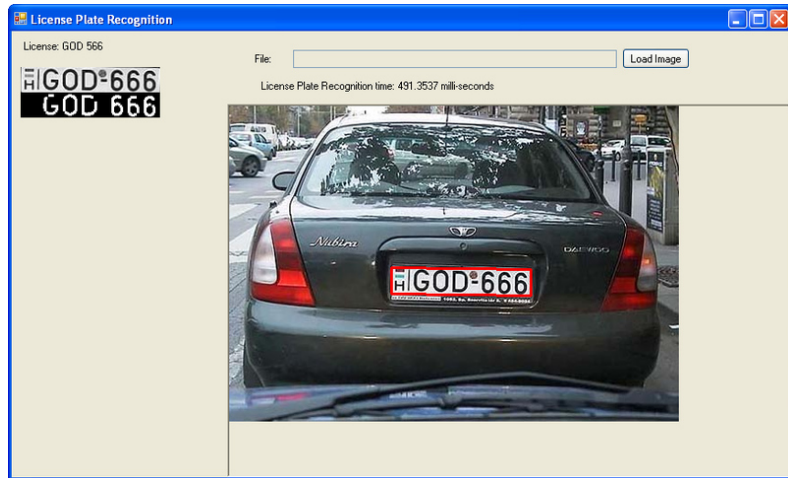 License Plate Recognition
License: GOD 566
File:
Load Image
License Plate Recognition time: 491.3537 milli-seconds
H GOD-666
GOD 666
Nubira
DAEWOO
H GOD-666